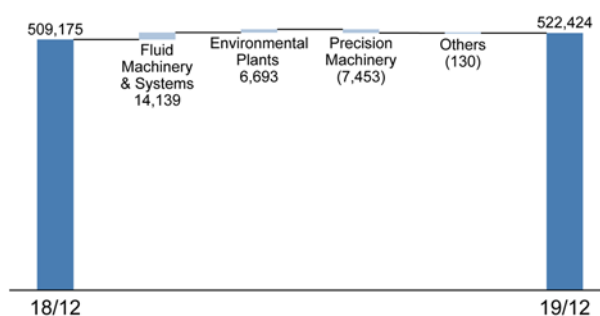 509,175
Fluid
Machinery
& Systems
14,139
Environmental
Plants
6,693
Precision
Machinery
(7,453)
Others
(130)
522,424
18/12
19/12